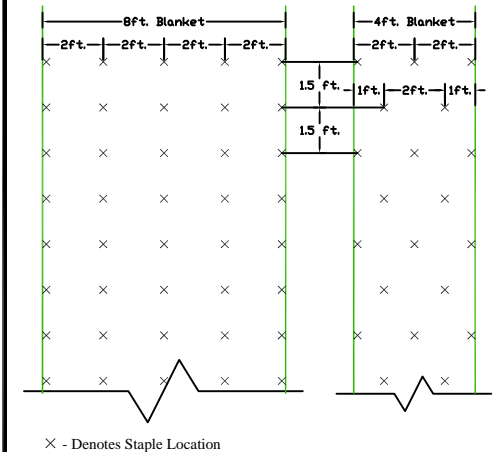 8ft. Blanket 4ft. Blanket
2ft. 2ft. 2ft. 2ft. 2ft. 2ft.
1.5 ft. 1ft. 2ft. 1ft.
1.5 ft.
× - Denotes Staple Location